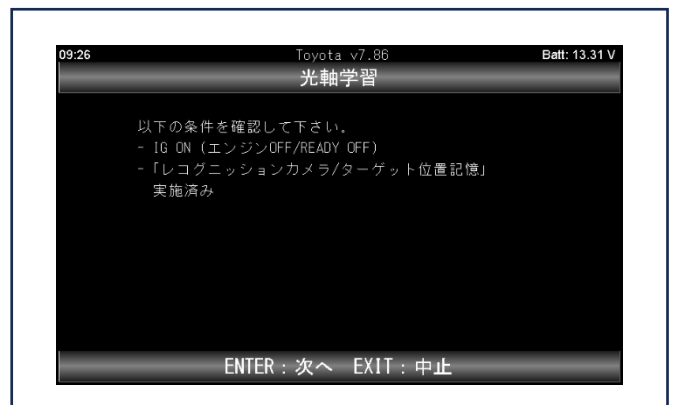 09:26 Toyota v7.86 Batt: 13.31 V
光軸学習
以下の条件を確認して下さい。
- IG ON (エンジンOFF/READY OFF)
-「レコグニッションカメラ/ターゲット位置記憶」
実施済み
ENTER：次へ EXIT：中止